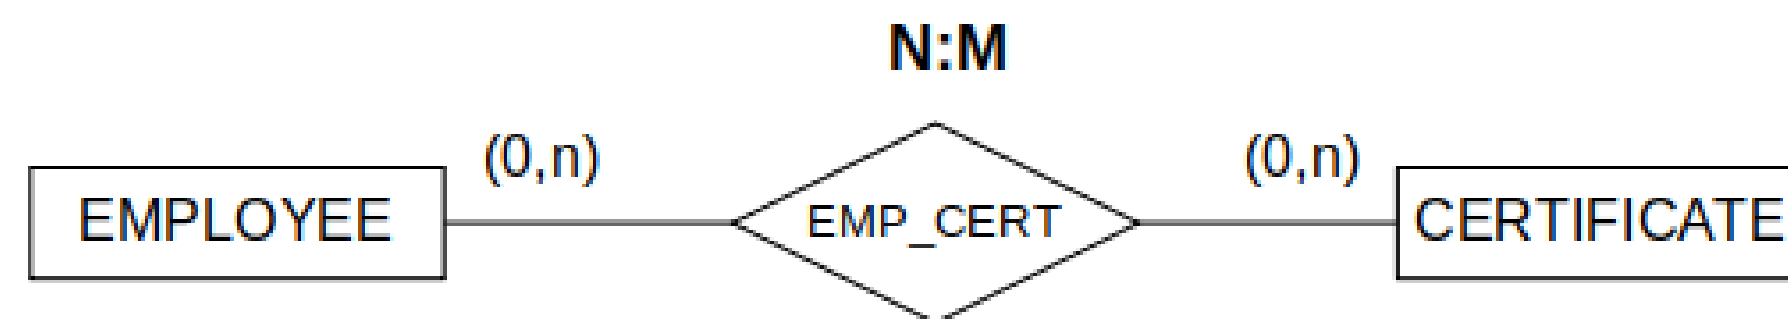 N:M
(0,n) (0,n)
EMPLOYEE EMP_CERT CERTIFICATE